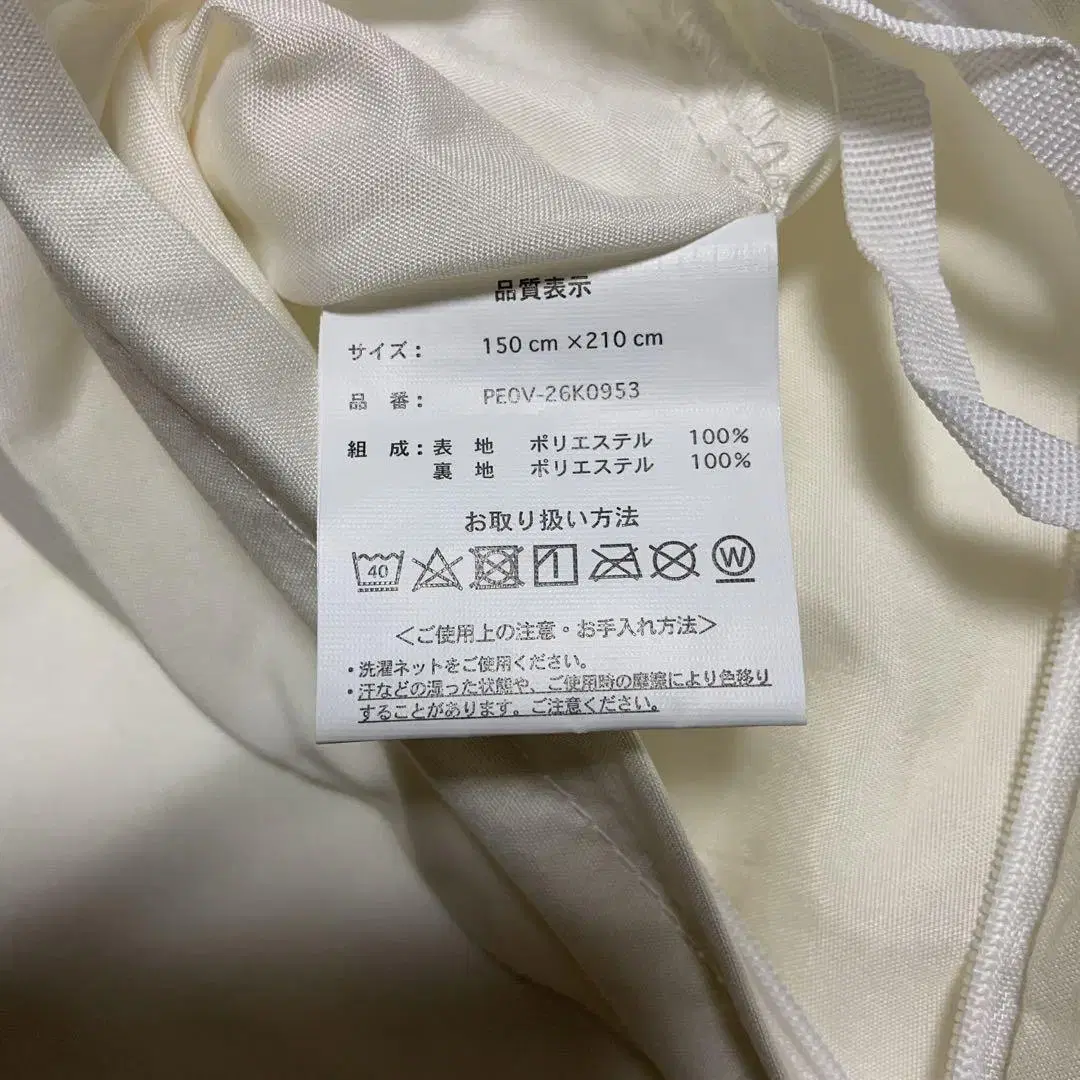 品質表示
サイズ： 150 cm ×210 cm
品 番： PEOV-26K0953
組 成：表 地 ポリエステル 100%
裏 地 ポリエステル 100%
お取り扱い方法
40 W
＜ご使用上の注意・お手入れ方法＞
・洗濯ネットをご使用ください。
・汗などの湿った状態や、ご使用時の摩擦により色移り
することがあります。ご注意ください。